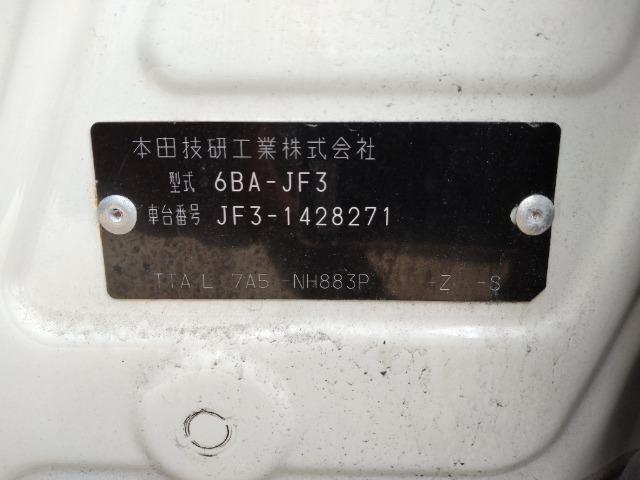 本田技研工業株式会社
型式 6BA-JF3
車台番号 JF3-1428271
TTA L 7A5 -NH883P -Z -S